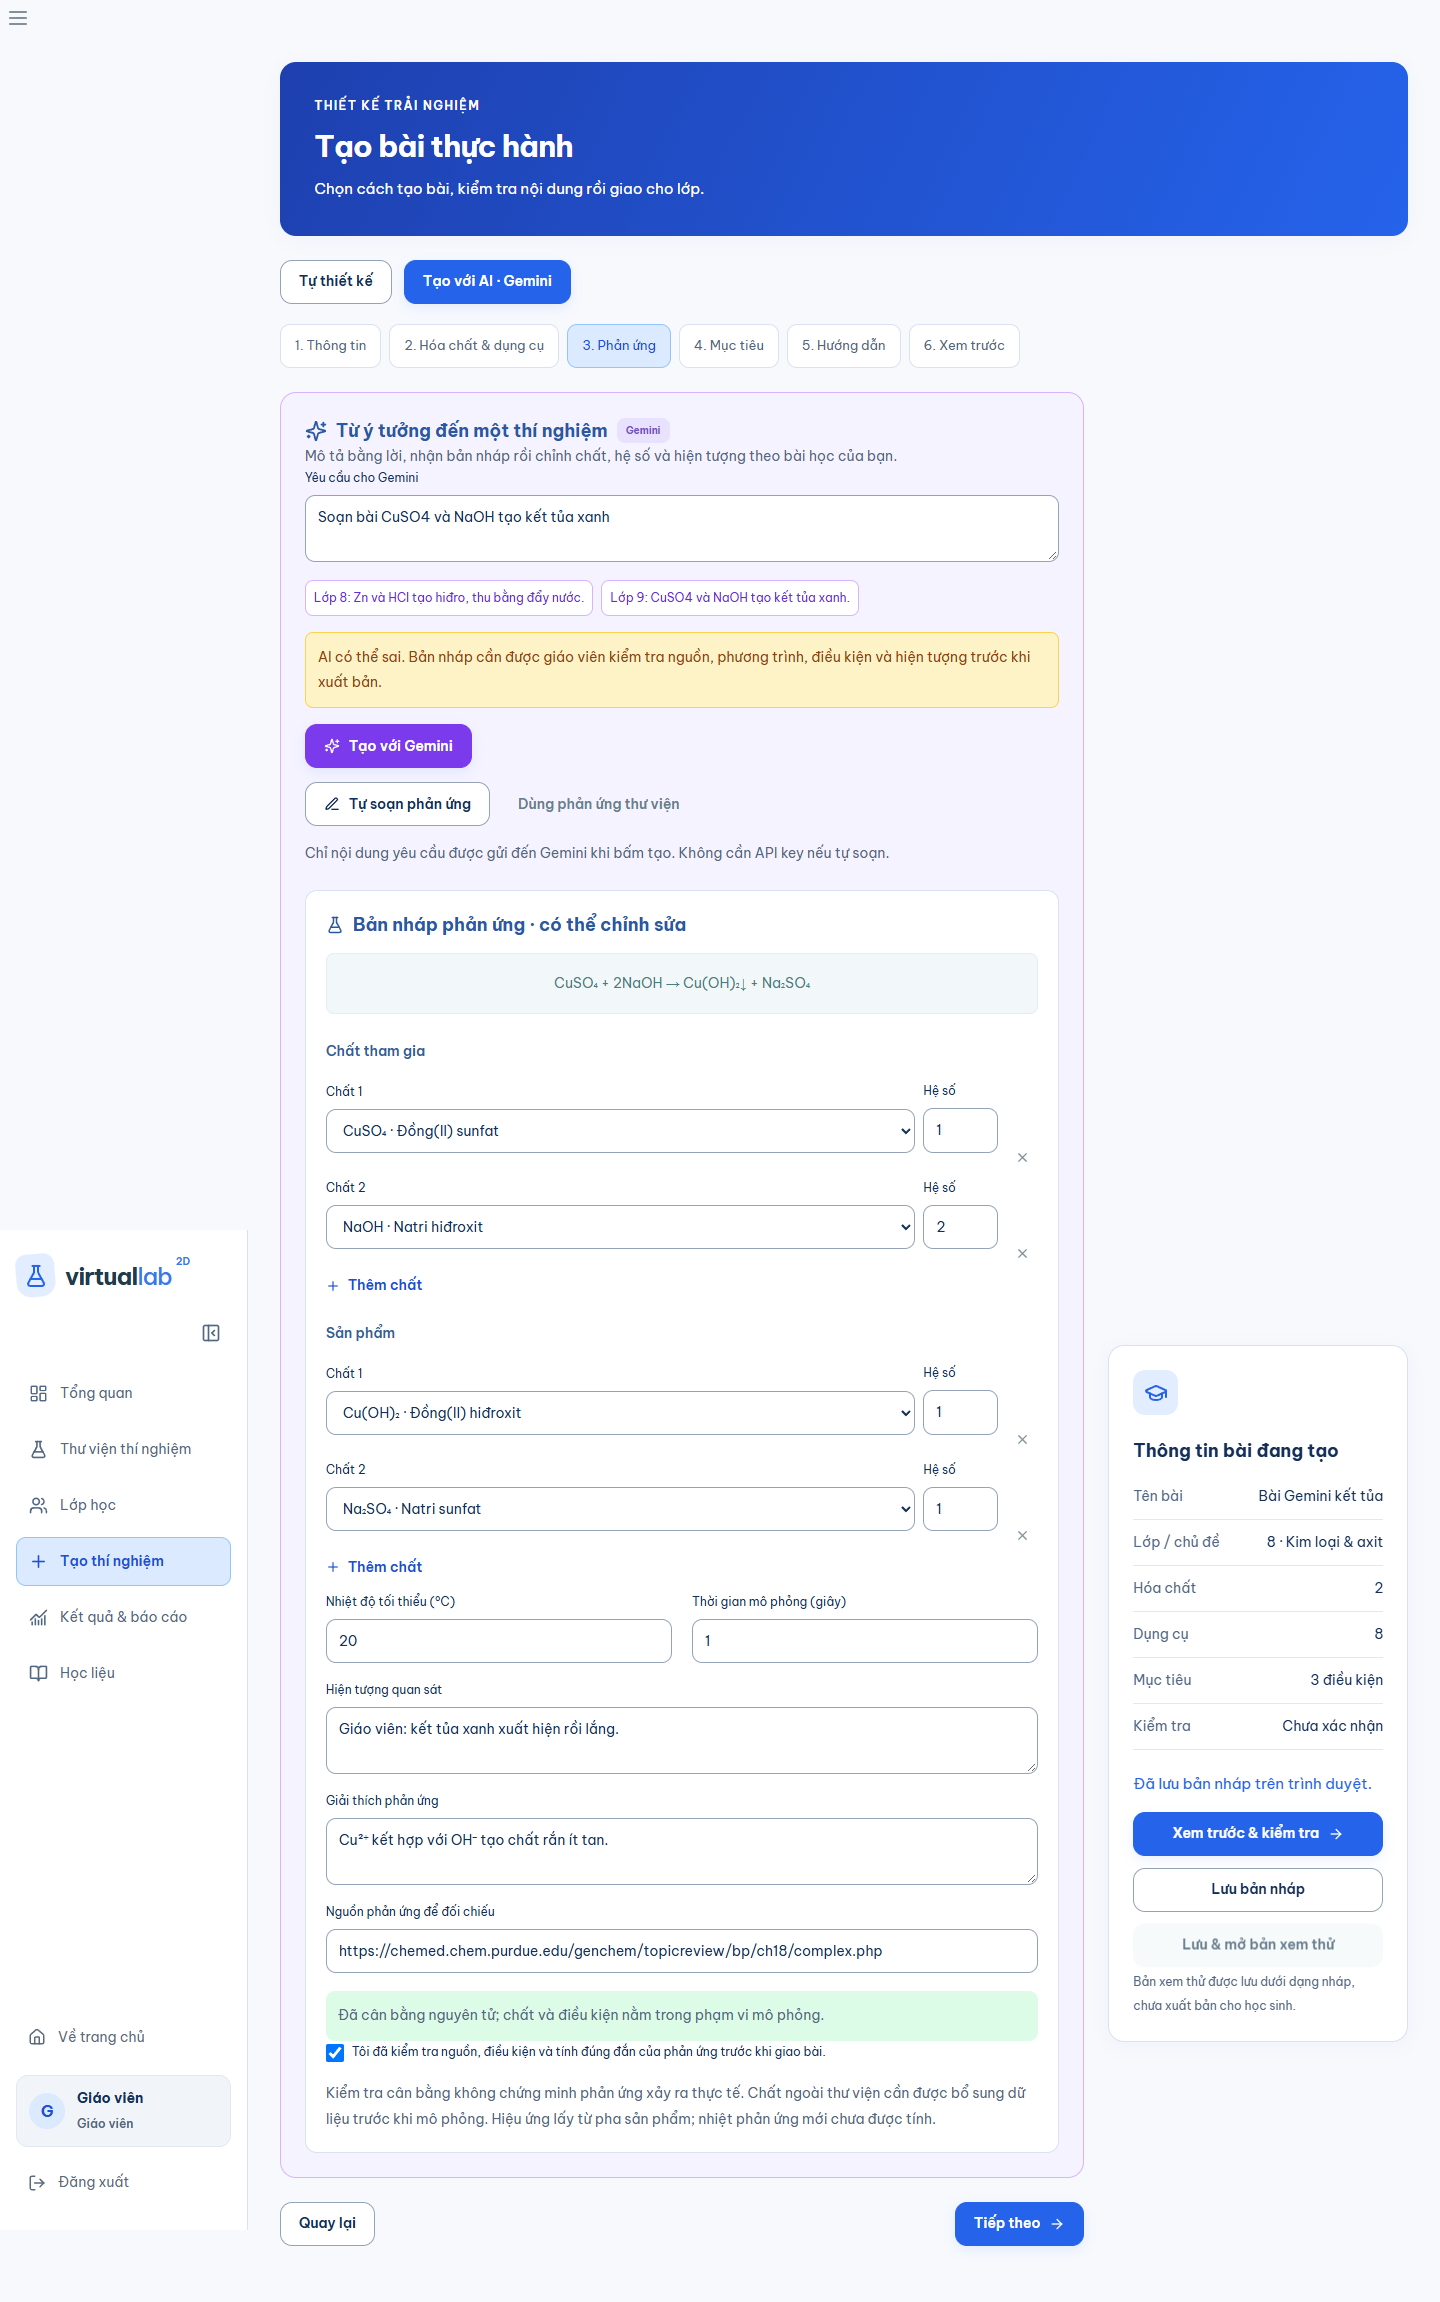 THIẾT KẾ TRẢI NGHIỆM
Tạo bài thực hành
Chọn cách tạo bài, kiểm tra nội dung rồi giao cho lớp.
Tự thiết kế
Tạo với AI · Gemini
1. Thông tin
2. Hóa chất & dụng cụ
3. Phản ứng
4. Mục tiêu
5. Hướng dẫn
6. Xem trước
Từ ý tưởng đến một thí nghiệm
Gemini
Mô tả bằng lời, nhận bản nháp rồi chỉnh chất, hệ số và hiện tượng theo bài học của bạn.
Yêu cầu cho Gemini
Soạn bài CuSO4 và NaOH tạo kết tủa xanh
Lớp 8: Zn và HCl tạo hiđro, thu bằng đẩy nước.
Lớp 9: CuSO4 và NaOH tạo kết tủa xanh.
AI có thể sai. Bản nháp cần được giáo viên kiểm tra nguồn, phương trình, điều kiện và hiện tượng trước khi
xuất bản.
Tạo với Gemini
Tự soạn phản ứng
Dùng phản ứng thư viện
Chỉ nội dung yêu cầu được gửi đến Gemini khi bấm tạo. Không cần API key nếu tự soạn.
Bản nháp phản ứng · có thể chỉnh sửa
CuSO₄ + 2NaOH → Cu(OH)₂↓ + Na₂SO₄
Chất tham gia
Chất 1
Hệ số
CuSO₄ · Đồng(II) sunfat
1
Chất 2
Hệ số
NaOH · Natri hiđroxit
2
Thêm chất
Sản phẩm
Chất 1
Hệ số
Cu(OH)₂ · Đồng(II) hiđroxit
1
Chất 2
Hệ số
Na₂SO₄ · Natri sunfat
1
Thêm chất
Nhiệt độ tối thiểu (°C)
Thời gian mô phỏng (giây)
20
1
Hiện tượng quan sát
Giáo viên: kết tủa xanh xuất hiện rồi lắng.
Giải thích phản ứng
Cu²⁺ kết hợp với OH⁻ tạo chất rắn ít tan.
Nguồn phản ứng để đối chiếu
https://chemed.chem.purdue.edu/genchem/topicreview/bp/ch18/complex.php
Đã cân bằng nguyên tử; chất và điều kiện nằm trong phạm vi mô phỏng.
Tôi đã kiểm tra nguồn, điều kiện và tính đúng đắn của phản ứng trước khi giao bài.
Kiểm tra cân bằng không chứng minh phản ứng xảy ra thực tế. Chất ngoài thư viện cần được bổ sung dữ
liệu trước khi mô phỏng. Hiệu ứng lấy từ pha sản phẩm; nhiệt phản ứng mới chưa được tính.
Quay lại
Tiếp theo
virtuallab 2D
Tổng quan
Thư viện thí nghiệm
Lớp học
Tạo thí nghiệm
Kết quả & báo cáo
Học liệu
Về trang chủ
G
Giáo viên
Giáo viên
Đăng xuất
Thông tin bài đang tạo
Tên bài
Bài Gemini kết tủa
Lớp / chủ đề
8 · Kim loại & axit
Hóa chất
2
Dụng cụ
8
Mục tiêu
3 điều kiện
Kiểm tra
Chưa xác nhận
Đã lưu bản nháp trên trình duyệt.
Xem trước & kiểm tra
Lưu bản nháp
Lưu & mở bản xem thử
Bản xem thử được lưu dưới dạng nháp,
chưa xuất bản cho học sinh.